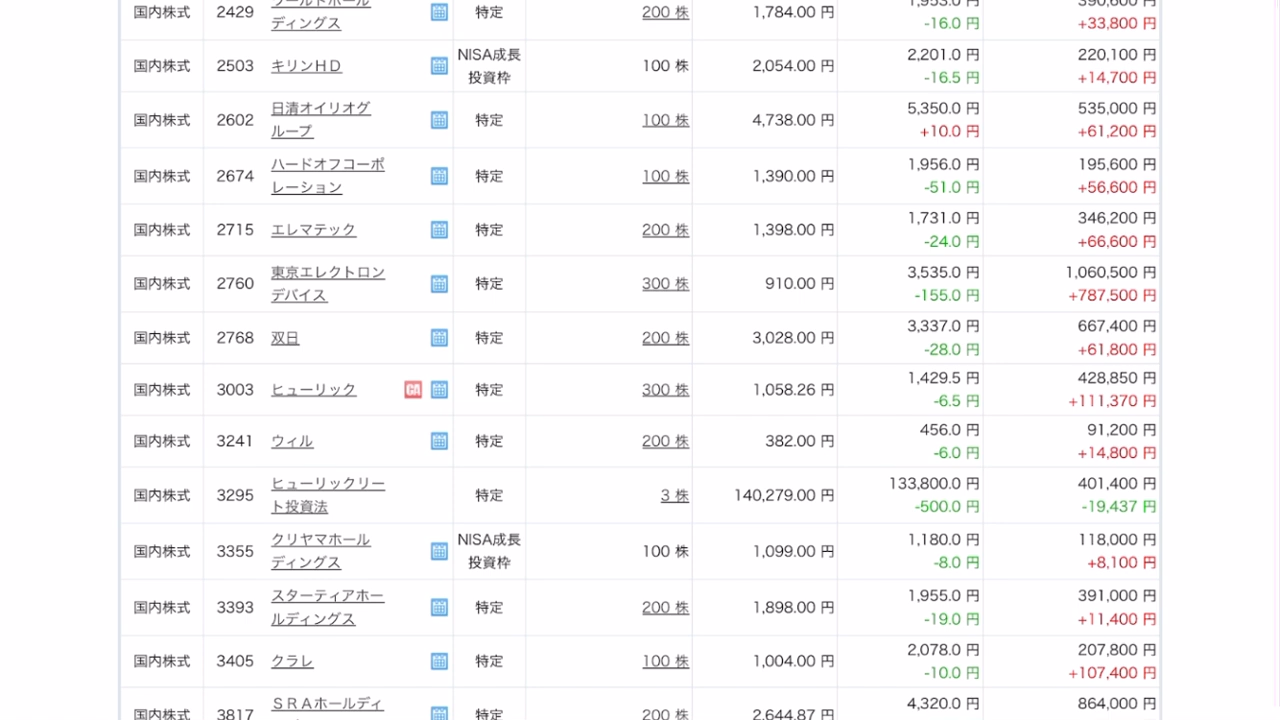 国内株式 2429 ワールドホール
ディングス 特定 200 株 1,784.00 円 1,953.0 円 390,600 円
-16.0 円 +33,800 円
国内株式 2503 キリンＨＤ NISA成長
投資枠 100 株 2,054.00 円 2,201.0 円 220,100 円
-16.5 円 +14,700 円
国内株式 2602 日清オイリオグ
ループ 特定 100 株 4,738.00 円 5,350.0 円 535,000 円
+10.0 円 +61,200 円
国内株式 2674 ハードオフコーポ
レーション 特定 100 株 1,390.00 円 1,956.0 円 195,600 円
-51.0 円 +56,600 円
国内株式 2715 エレマテック 特定 200 株 1,398.00 円 1,731.0 円 346,200 円
-24.0 円 +66,600 円
国内株式 2760 東京エレクトロン
デバイス 特定 300 株 910.00 円 3,535.0 円 1,060,500 円
-155.0 円 +787,500 円
国内株式 2768 双日 特定 200 株 3,028.00 円 3,337.0 円 667,400 円
-28.0 円 +61,800 円
国内株式 3003 ヒューリック GA 特定 300 株 1,058.26 円 1,429.5 円 428,850 円
-6.5 円 +111,370 円
国内株式 3241 ウィル 特定 200 株 382.00 円 456.0 円 91,200 円
-6.0 円 +14,800 円
国内株式 3295 ヒューリックリー
ト投資法 特定 3 株 140,279.00 円 133,800.0 円 401,400 円
-500.0 円 -19,437 円
国内株式 3355 クリヤマホール
ディングス NISA成長
投資枠 100 株 1,099.00 円 1,180.0 円 118,000 円
-8.0 円 +8,100 円
国内株式 3393 スターティアホー
ルディングス 特定 200 株 1,898.00 円 1,955.0 円 391,000 円
-19.0 円 +11,400 円
国内株式 3405 クラレ 特定 100 株 1,004.00 円 2,078.0 円 207,800 円
-10.0 円 +107,400 円
国内株式 3817 ＳＲＡホールディ 特定 200 株 2,644.87 円 4,320.0 円 864,000 円